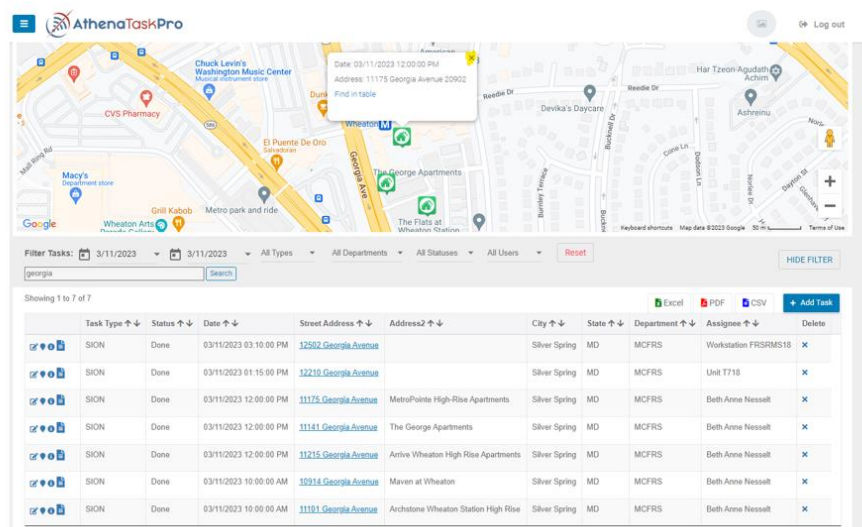 AthenaTaskPro
Log out
Chuck Levin's
Washington Music Center
Musical instrument store
CVS Pharmacy
Date: 03/11/2023 12:00:00 PM
Address: 11175 Georgia Avenue 20902
Find in table
Reedie Dr
Reedie Dr
Har Tzeon-Agudath
Achim
Devika's Daycare
Ashreinu
Wheaton M
El Puente De Oro
Salvadoran
Georgia Ave
The George Apartments
Macy's
Department store
Grill Kabob
Metro park and ride
Wheaton Arts
The Flats at
Wheaton Station
Bucknell Dr
Burnley Terrace
Cone Ln
Dodson Ln
Norlee Dr
Dayton St
Google
Keyboard shortcuts Map data ©2023 Google 50 m Terms of Use
Filter Tasks: 3/11/2023 3/11/2023 All Types All Departments All Statuses All Users Reset
HIDE FILTER
georgia Search
Showing 1 to 7 of 7
Excel PDF CSV + Add Task
Task Type Status Date Street Address Address2 City State Department Assignee Delete
SION Done 03/11/2023 03:10:00 PM 12502 Georgia Avenue Silver Spring MD MCFRS Workstation FRSRMS18
SION Done 03/11/2023 01:15:00 PM 12210 Georgia Avenue Silver Spring MD MCFRS Unit T718
SION Done 03/11/2023 12:00:00 PM 11175 Georgia Avenue MetroPointe High-Rise Apartments Silver Spring MD MCFRS Beth Anne Nesselt
SION Done 03/11/2023 12:00:00 PM 11141 Georgia Avenue The George Apartments Silver Spring MD MCFRS Beth Anne Nesselt
SION Done 03/11/2023 12:00:00 PM 11215 Georgia Avenue Arrive Wheaton High Rise Apartments Silver Spring MD MCFRS Beth Anne Nesselt
SION Done 03/11/2023 10:00:00 AM 10914 Georgia Avenue Maven at Wheaton Silver Spring MD MCFRS Beth Anne Nesselt
SION Done 03/11/2023 10:00:00 AM 11101 Georgia Avenue Archstone Wheaton Station High Rise Silver Spring MD MCFRS Beth Anne Nesselt